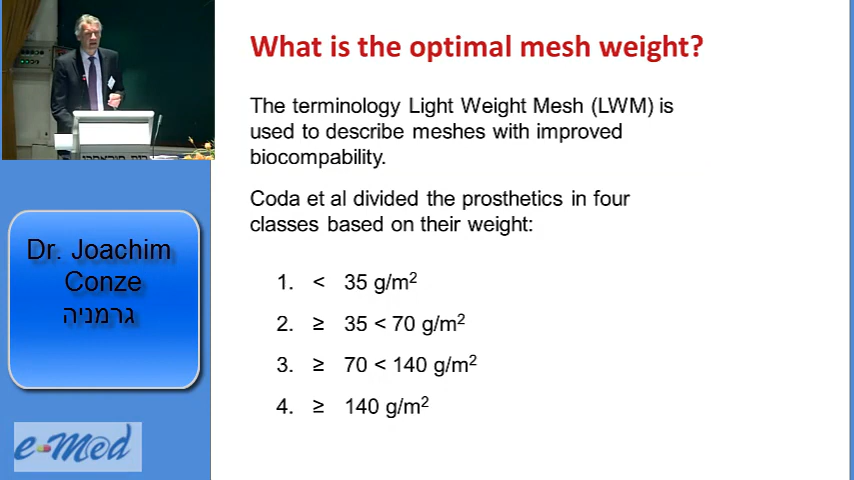 What is the optimal mesh weight?
The terminology Light Weight Mesh (LWM) is
used to describe meshes with improved
biocompability.
Coda et al divided the prosthetics in four
classes based on their weight:
1. < 35 g/m²
2. ≥ 35 < 70 g/m²
3. ≥ 70 < 140 g/m²
4. ≥ 140 g/m²
Dr. Joachim
Conze
גרמניה
e-Med